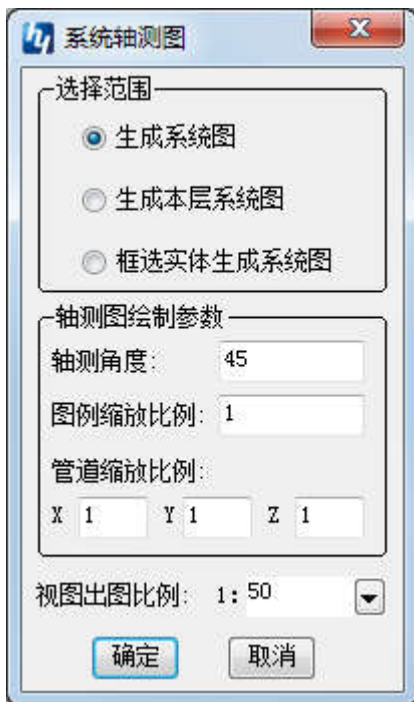 系统轴测图
选择范围
生成系统图
生成本层系统图
框选实体生成系统图
轴测图绘制参数
轴测角度: 45
图例缩放比例: 1
管道缩放比例:
X 1 Y 1 Z 1
视图出图比例: 1: 50
确定 取消